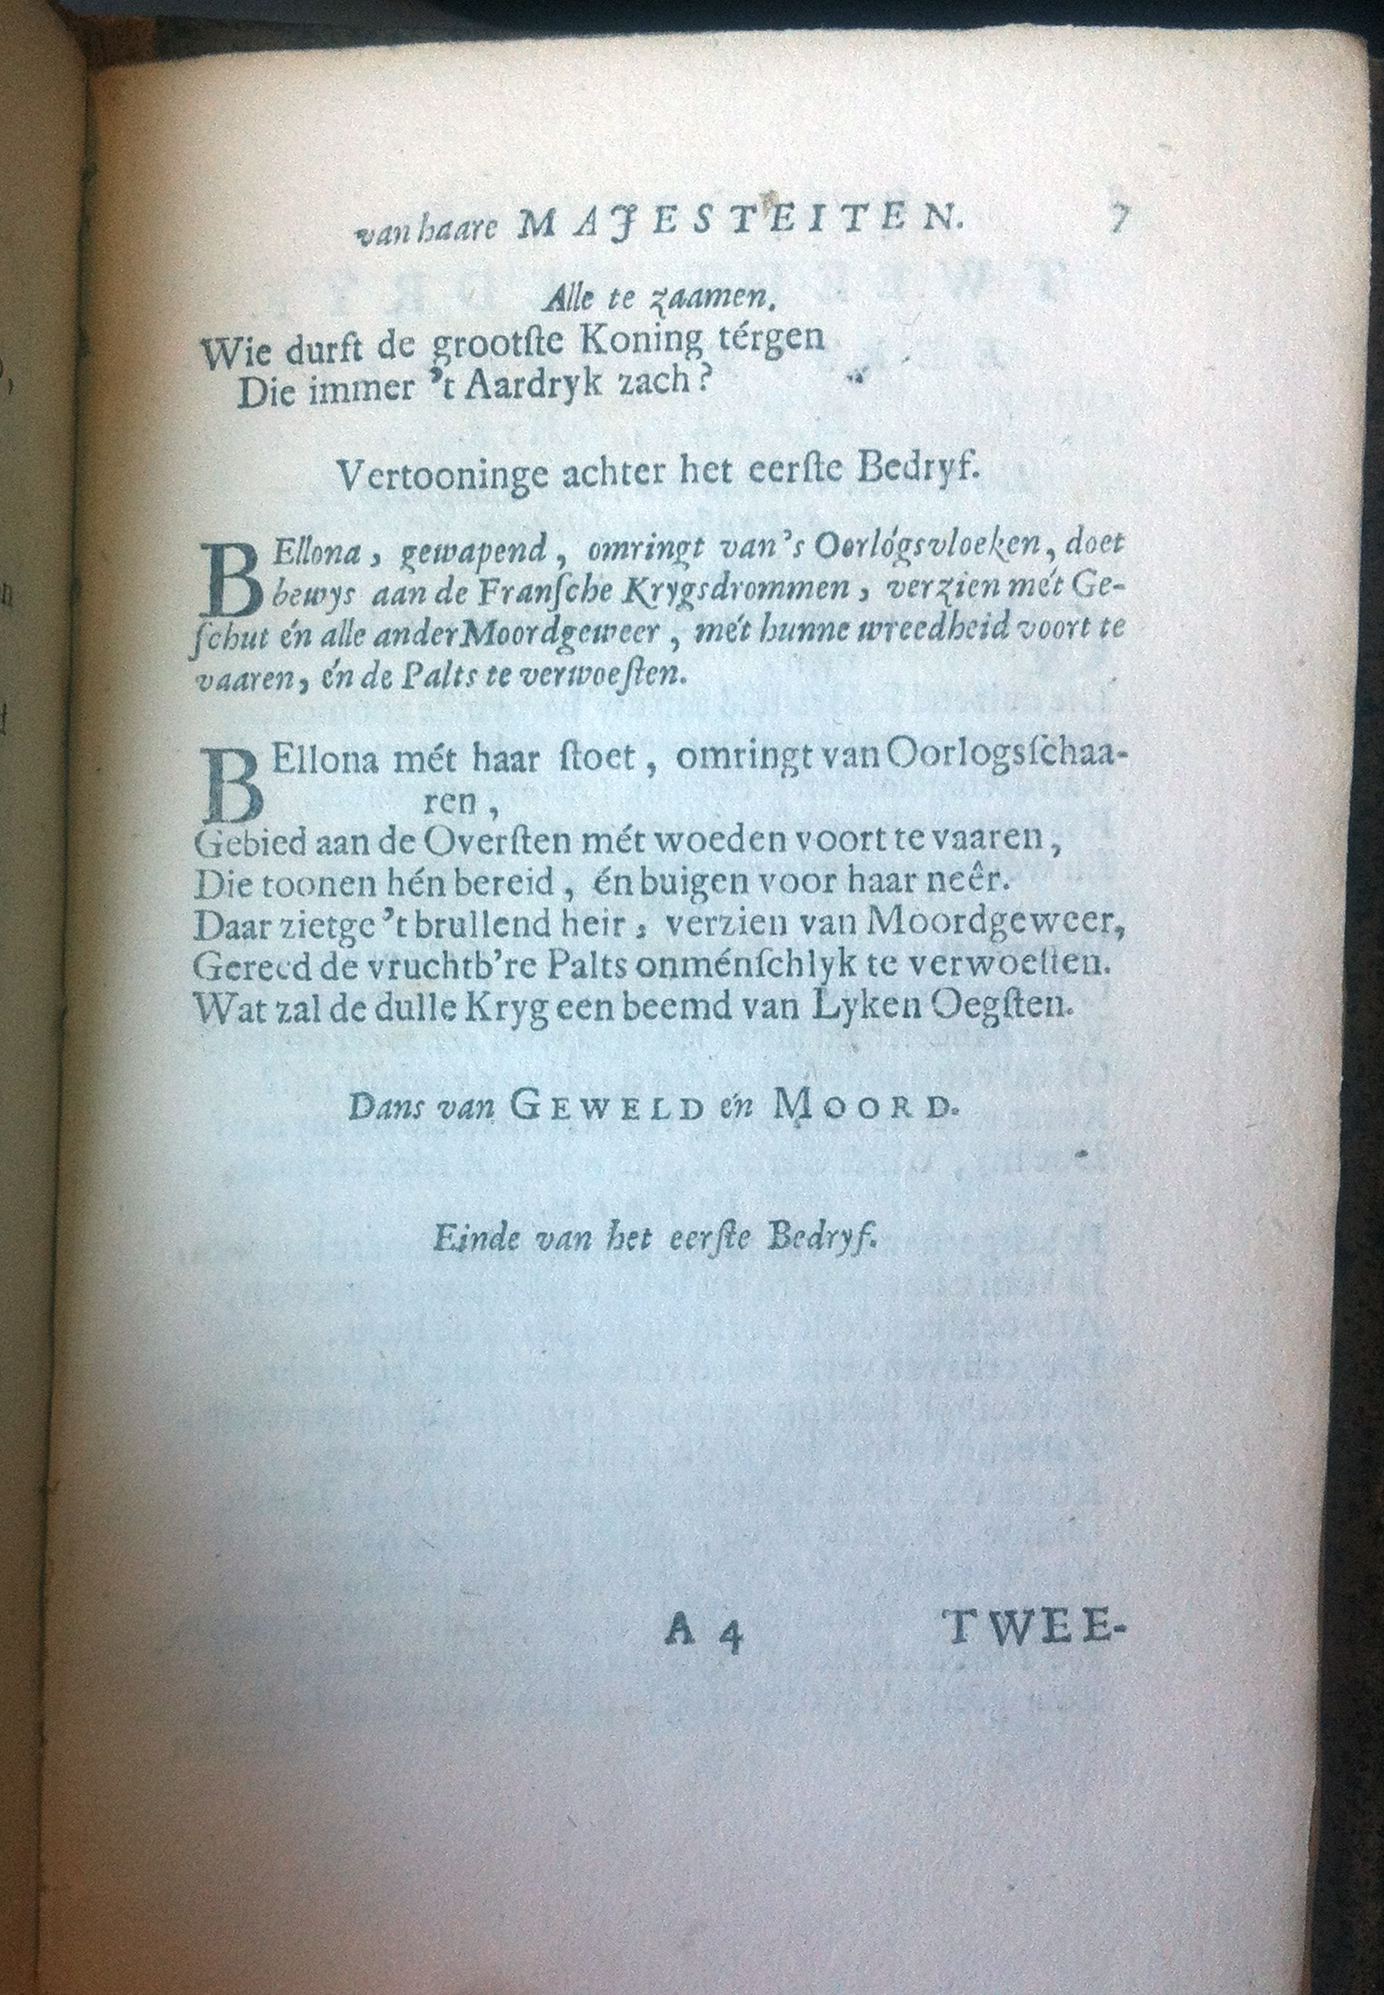 van haare MAJESTEITEN. 7
Alle te zaamen.
Wie durft de grootſte Koning térgen
Die immer 't Aardryk zach?
Vertooninge achter het eerſte Bedryf.
BEllona, gewapend, omringt van 's Oorlógsvloeken, doet
bewys aan de Franſche Krygsdrommen, verzien mét Ge-
ſchut én alle ander Moordgeweer, mét hunne wreedheid voort te
vaaren, én de Palts te verwoeſten.
BEllona mét haar ſtoet, omringt van Oorlogsſchaa-
ren,
Gebied aan de Overſten mét woeden voort te vaaren,
Die toonen hén bereid, én buigen voor haar neêr.
Daar zietge 't brullend heir, verzien van Moordgeweer,
Gereed de vruchtb're Palts onménſchlyk te verwoeſten.
Wat zal de dulle Kryg een beemd van Lyken Oegſten.
Dans van GEWELD én MOORD.
Einde van het eerſte Bedryf.
A 4 TWEE-